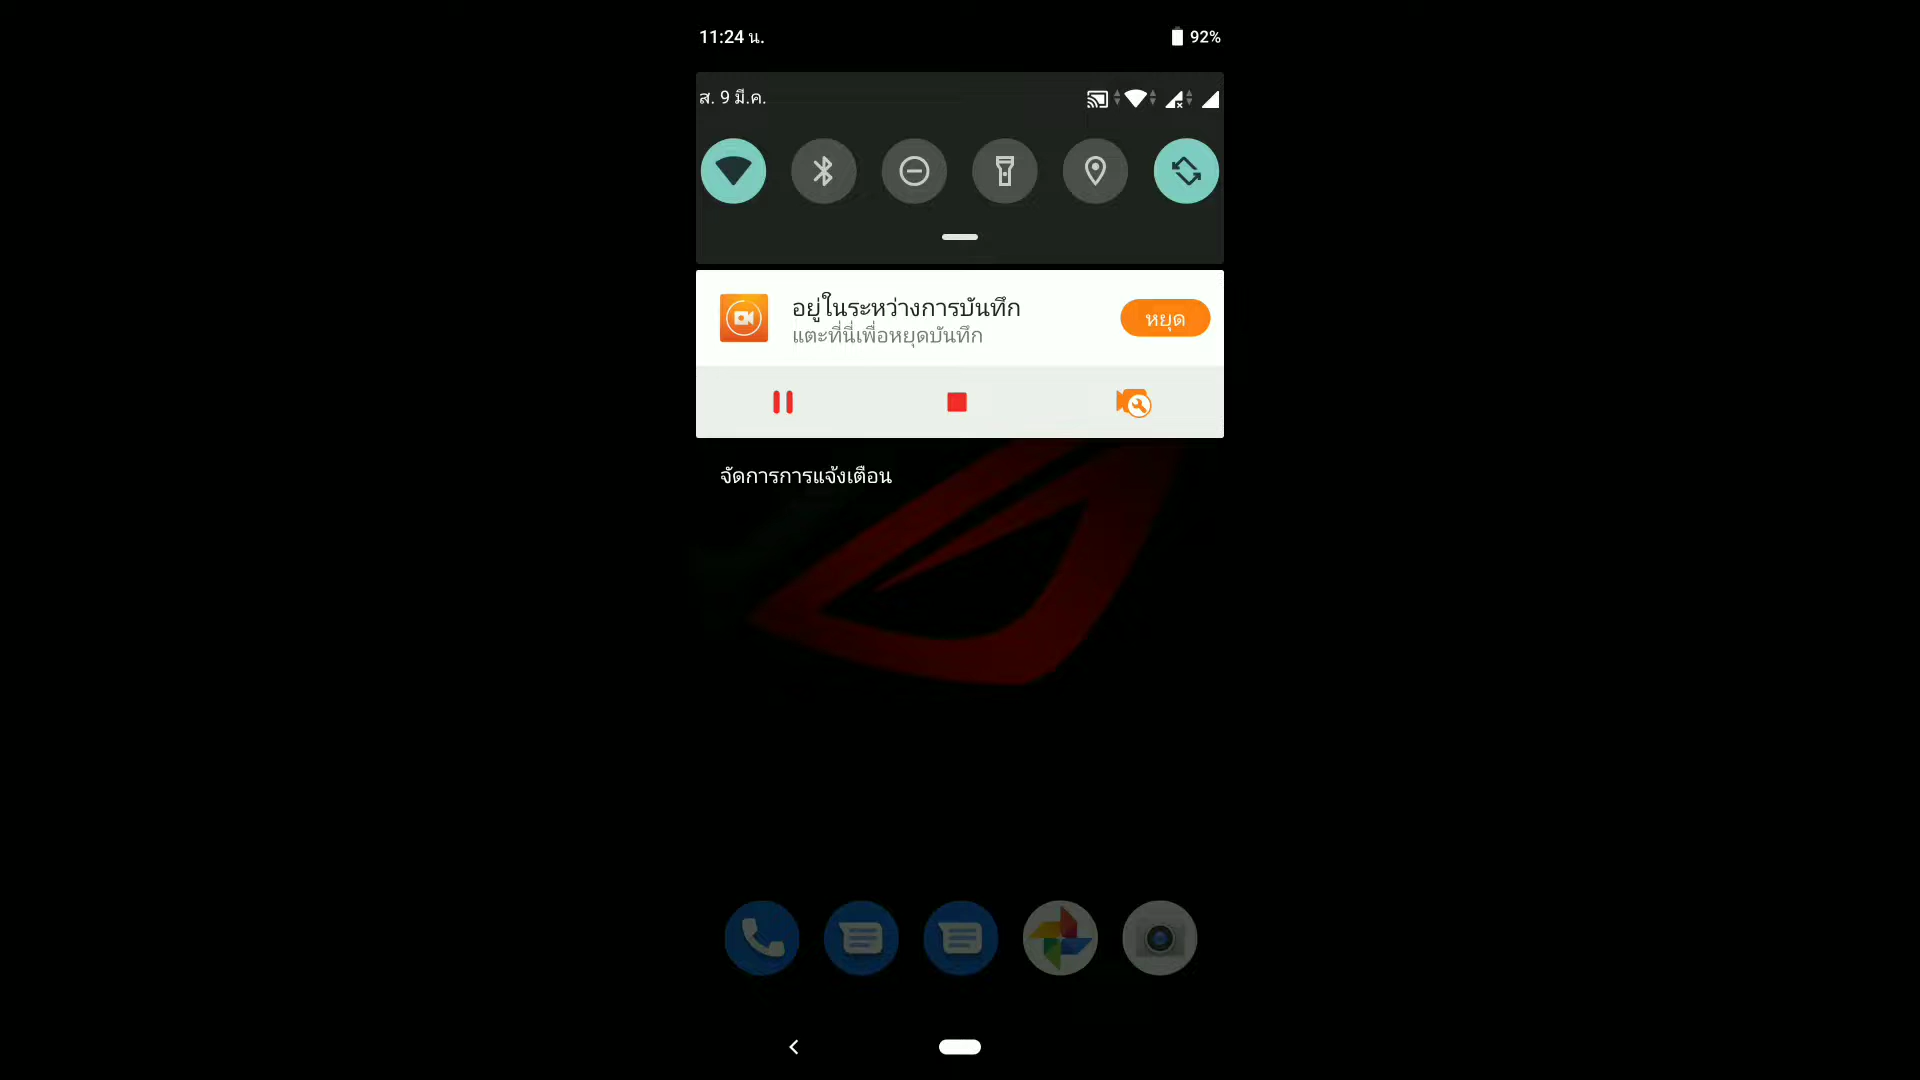 11:24 น.
92%
ส. 9 มี.ค.
อยู่ในระหว่างการบันทึก
แตะที่นี่เพื่อหยุดบันทึก
หยุด
จัดการการแจ้งเตือน